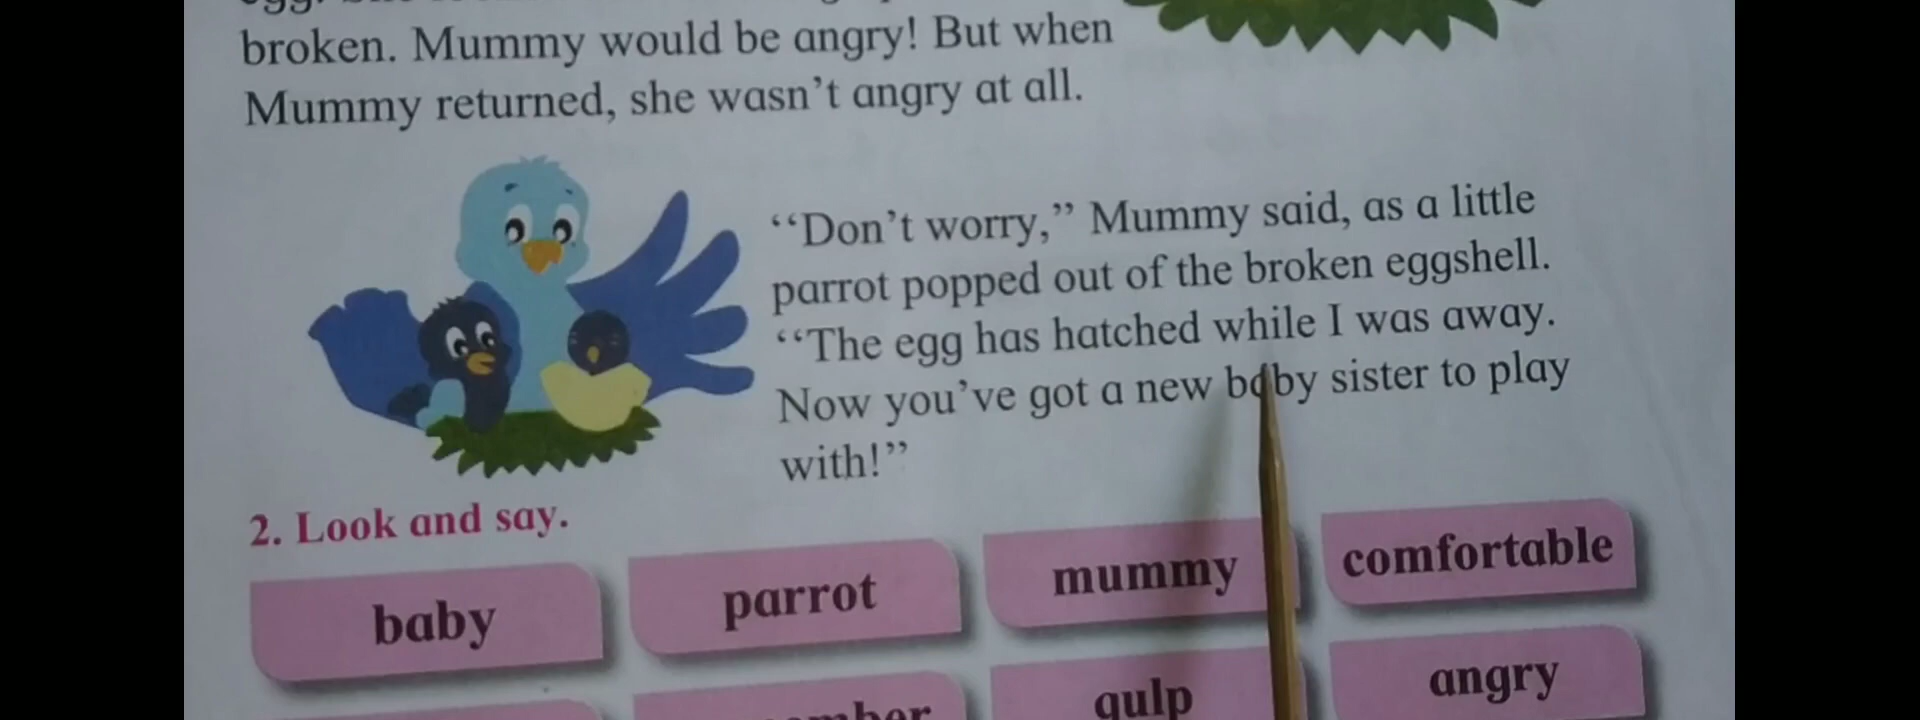 broken. Mummy would be angry! But when
Mummy returned, she wasn't angry at all.
“Don't worry,” Mummy said, as a little
parrot popped out of the broken eggshell.
“The egg has hatched while I was away.
Now you've got a new baby sister to play
with!”
2. Look and say.
baby parrot mummy comfortable
gulp angry